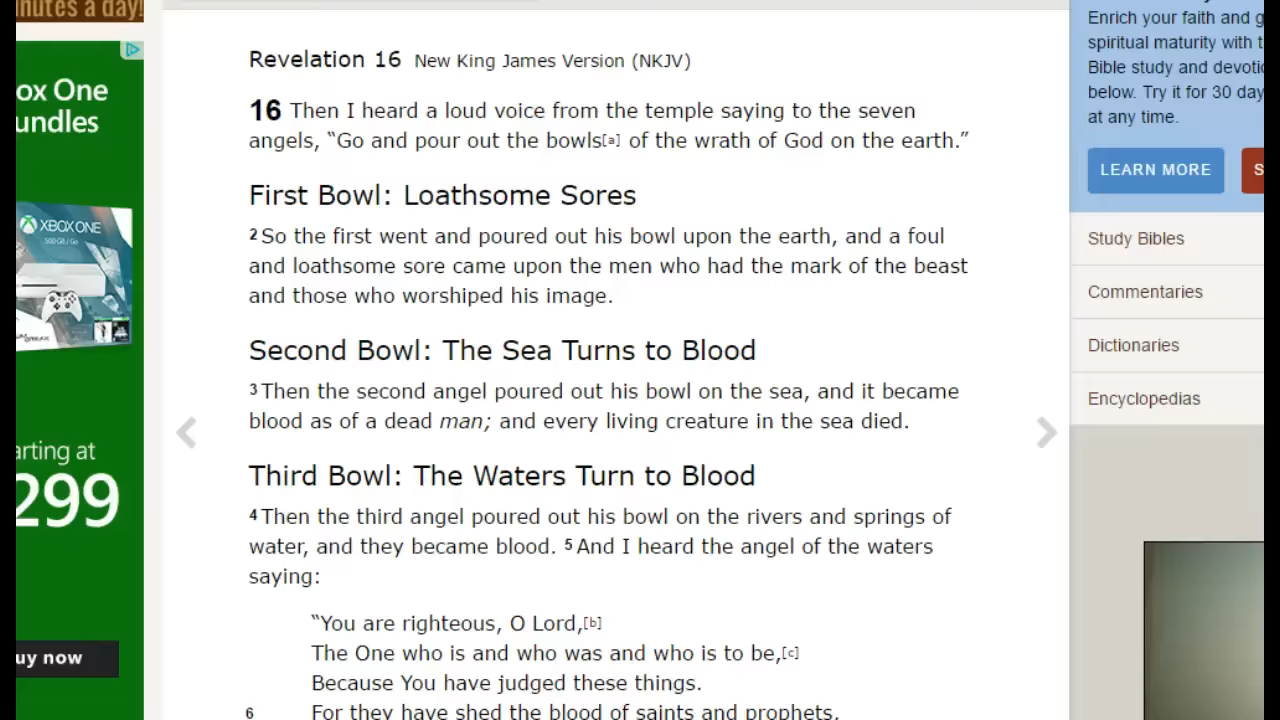 nutes a day!
ox One
undles
XBOX ONE
arting at
299
uy now
Revelation 16 New King James Version (NKJV)
16 Then I heard a loud voice from the temple saying to the seven
angels, “Go and pour out the bowls[a] of the wrath of God on the earth.”
First Bowl: Loathsome Sores
2 So the first went and poured out his bowl upon the earth, and a foul
and loathsome sore came upon the men who had the mark of the beast
and those who worshiped his image.
Second Bowl: The Sea Turns to Blood
3 Then the second angel poured out his bowl on the sea, and it became
blood as of a dead man; and every living creature in the sea died.
Third Bowl: The Waters Turn to Blood
4 Then the third angel poured out his bowl on the rivers and springs of
water, and they became blood. 5 And I heard the angel of the waters
saying:
“You are righteous, O Lord,[b]
The One who is and who was and who is to be,[c]
Because You have judged these things.
6 For they have shed the blood of saints and prophets,
Enrich your faith and g
spiritual maturity with t
Bible study and devotio
below. Try it for 30 day
at any time.
LEARN MORE
S
Study Bibles
Commentaries
Dictionaries
Encyclopedias